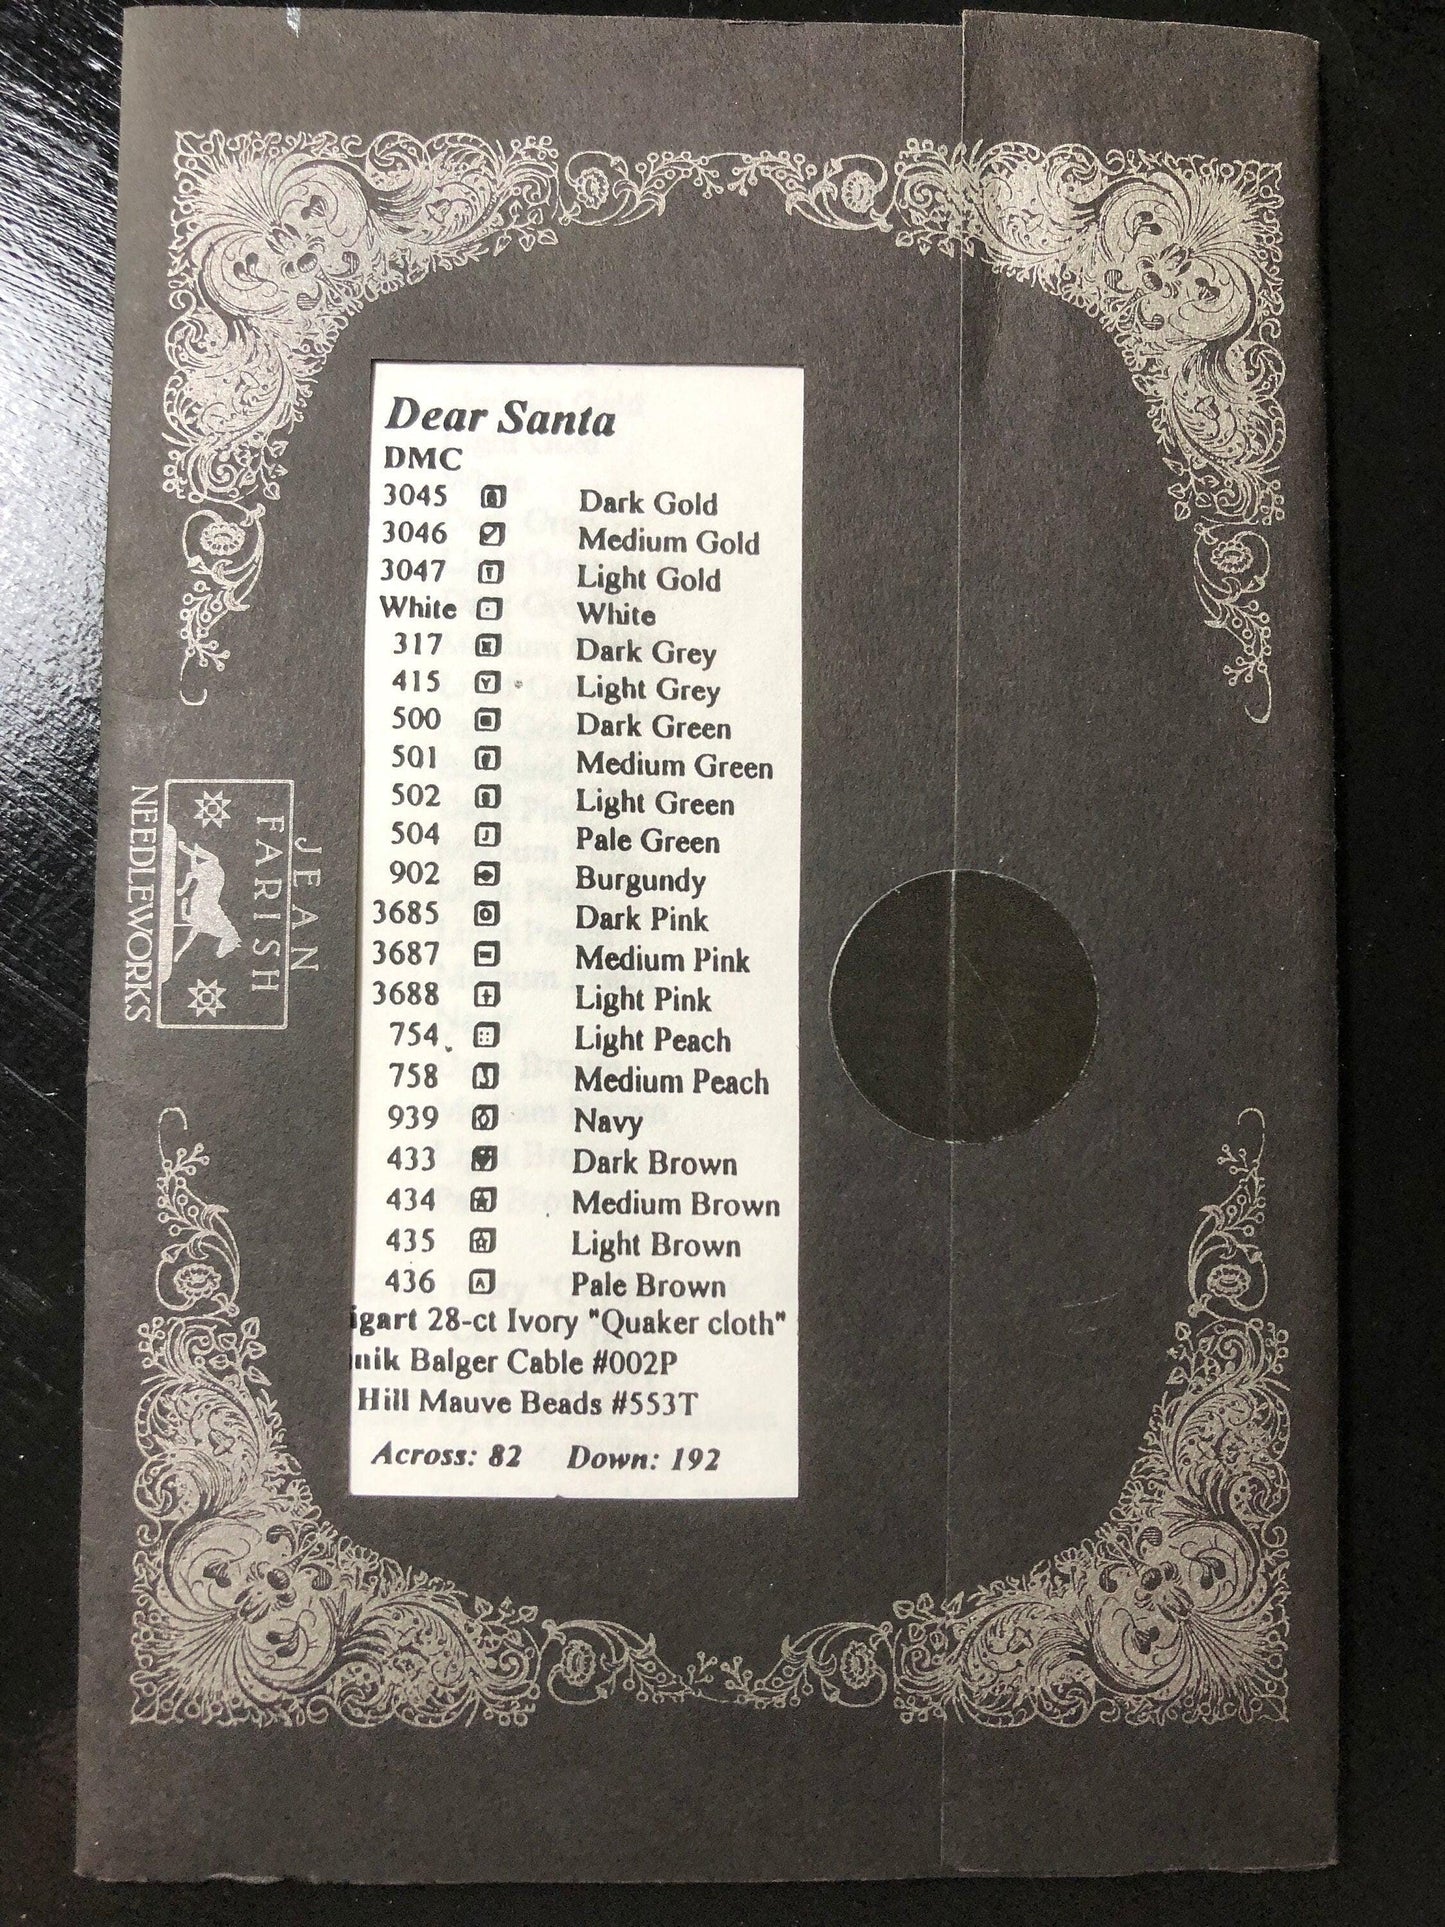 Dear Santa
DMC
3045 Dark Gold
3046 Medium Gold
3047 Light Gold
White White
317 Dark Grey
415 Light Grey
500 Dark Green
501 Medium Green
502 Light Green
504 Pale Green
902 Burgundy
3685 Dark Pink
3687 Medium Pink
3688 Light Pink
754 Light Peach
758 Medium Peach
939 Navy
433 Dark Brown
434 Medium Brown
435 Light Brown
436 Pale Brown
igart 28-ct Ivory "Quaker cloth"
nik Balger Cable #002P
Hill Mauve Beads #553T
Across: 82 Down: 192
JEAN
FARISH
NEEDLEWORKS